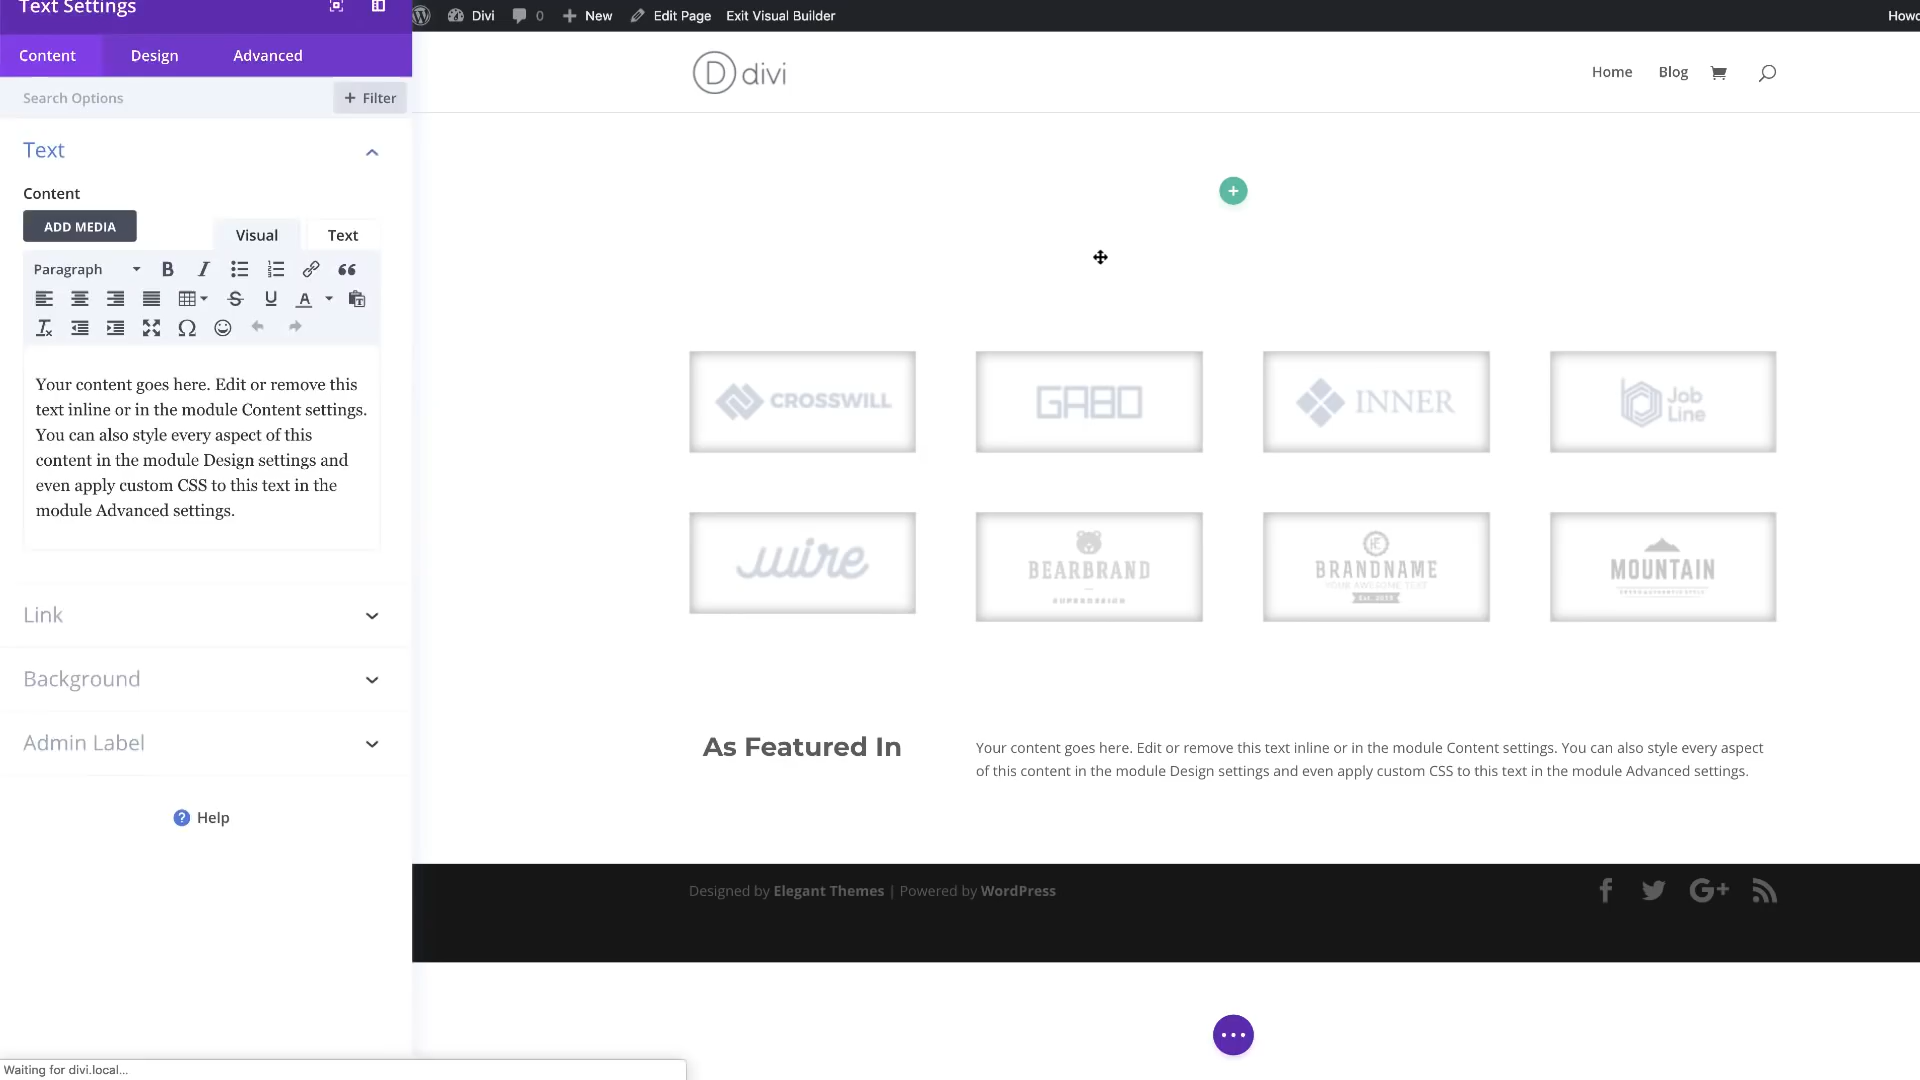 Text Settings
Content
Design
Advanced
Search Options
+ Filter
Text
Content
ADD MEDIA
Visual
Text
Paragraph
Your content goes here. Edit or remove this
text inline or in the module Content settings.
You can also style every aspect of this
content in the module Design settings and
even apply custom CSS to this text in the
module Advanced settings.
Link
Background
Admin Label
? Help
Waiting for divi.local...
Divi
0
New
Edit Page
Exit Visual Builder
D divi
Home
Blog
CROSSWILL
GABO
INNER
Job
Line
wire
BEARBRAND
SUPERDESIGN
BRANDNAME
YOUR AWESOME TEXT
Est. 2023
MOUNTAIN
As Featured In
Your content goes here. Edit or remove this text inline or in the module Content settings. You can also style every aspect
of this content in the module Design settings and even apply custom CSS to this text in the module Advanced settings.
Designed by Elegant Themes | Powered by WordPress